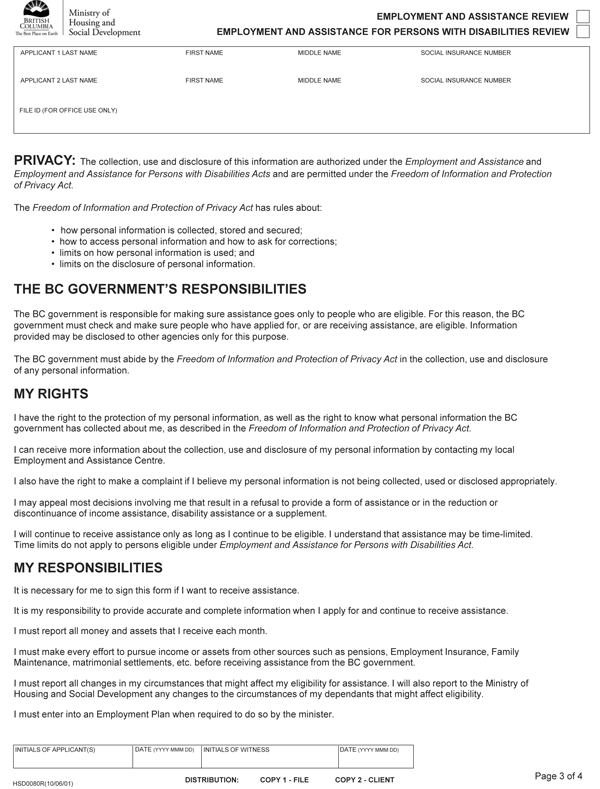 BRITISH
COLUMBIA
The Best Place on Earth
Ministry of
Housing and
Social Development
EMPLOYMENT AND ASSISTANCE REVIEW
EMPLOYMENT AND ASSISTANCE FOR PERSONS WITH DISABILITIES REVIEW
APPLICANT 1 LAST NAME FIRST NAME MIDDLE NAME SOCIAL INSURANCE NUMBER
APPLICANT 2 LAST NAME FIRST NAME MIDDLE NAME SOCIAL INSURANCE NUMBER
FILE ID (FOR OFFICE USE ONLY)
PRIVACY: The collection, use and disclosure of this information are authorized under the Employment and Assistance and
Employment and Assistance for Persons with Disabilities Acts and are permitted under the Freedom of Information and Protection
of Privacy Act.
The Freedom of Information and Protection of Privacy Act has rules about:
• how personal information is collected, stored and secured;
• how to access personal information and how to ask for corrections;
• limits on how personal information is used; and
• limits on the disclosure of personal information.
THE BC GOVERNMENT'S RESPONSIBILITIES
The BC government is responsible for making sure assistance goes only to people who are eligible. For this reason, the BC
government must check and make sure people who have applied for, or are receiving assistance, are eligible. Information
provided may be disclosed to other agencies only for this purpose.
The BC government must abide by the Freedom of Information and Protection of Privacy Act in the collection, use and disclosure
of any personal information.
MY RIGHTS
I have the right to the protection of my personal information, as well as the right to know what personal information the BC
government has collected about me, as described in the Freedom of Information and Protection of Privacy Act.
I can receive more information about the collection, use and disclosure of my personal information by contacting my local
Employment and Assistance Centre.
I also have the right to make a complaint if I believe my personal information is not being collected, used or disclosed appropriately.
I may appeal most decisions involving me that result in a refusal to provide a form of assistance or in the reduction or
discontinuance of income assistance, disability assistance or a supplement.
I will continue to receive assistance only as long as I continue to be eligible. I understand that assistance may be time-limited.
Time limits do not apply to persons eligible under Employment and Assistance for Persons with Disabilities Act.
MY RESPONSIBILITIES
It is necessary for me to sign this form if I want to receive assistance.
It is my responsibility to provide accurate and complete information when I apply for and continue to receive assistance.
I must report all money and assets that I receive each month.
I must make every effort to pursue income or assets from other sources such as pensions, Employment Insurance, Family
Maintenance, matrimonial settlements, etc. before receiving assistance from the BC government.
I must report all changes in my circumstances that might affect my eligibility for assistance. I will also report to the Ministry of
Housing and Social Development any changes to the circumstances of my dependants that might affect eligibility.
I must enter into an Employment Plan when required to do so by the minister.
INITIALS OF APPLICANT(S) DATE (YYYY MMM DD) INITIALS OF WITNESS DATE (YYYY MMM DD)
HSD0080R(10/06/01) DISTRIBUTION: COPY 1 - FILE COPY 2 - CLIENT Page 3 of 4